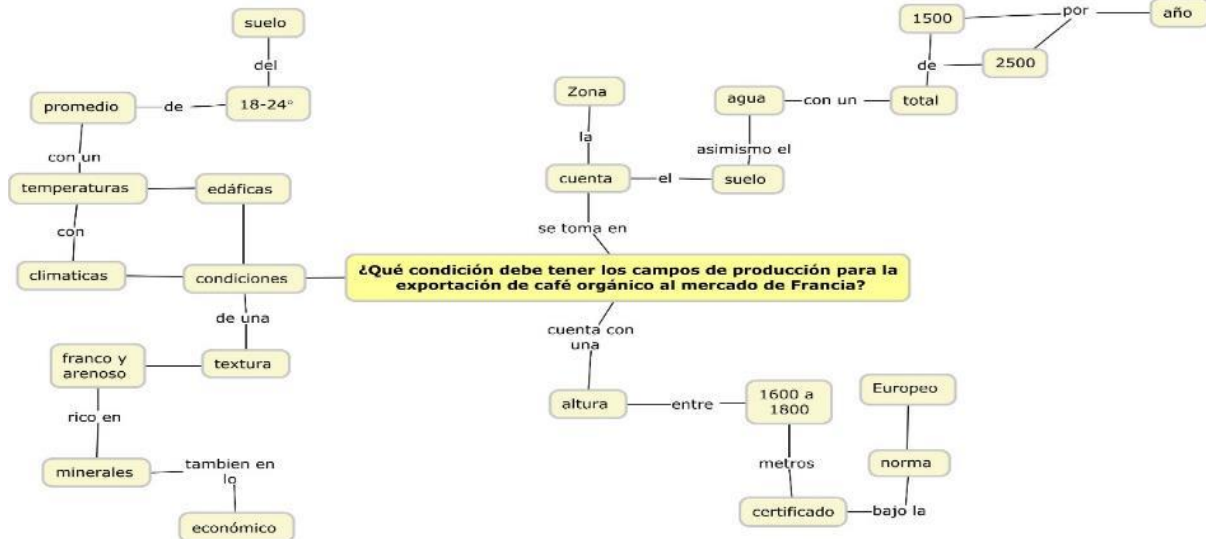 suelo
del
promedio
de
18-24°
con un
temperaturas
edáficas
con
climaticas
condiciones
de una
franco y
arenoso
textura
rico en
minerales
tambien en
lo
económico
¿Qué condición debe tener los campos de producción para la
exportación de café orgánico al mercado de Francia?
Zona
la
cuenta
el
suelo
se toma en
asimismo el
agua
con un
total
de
1500
2500
por
año
cuenta con
una
altura
entre
1600 a
1800
metros
certificado
bajo la
norma
Europeo